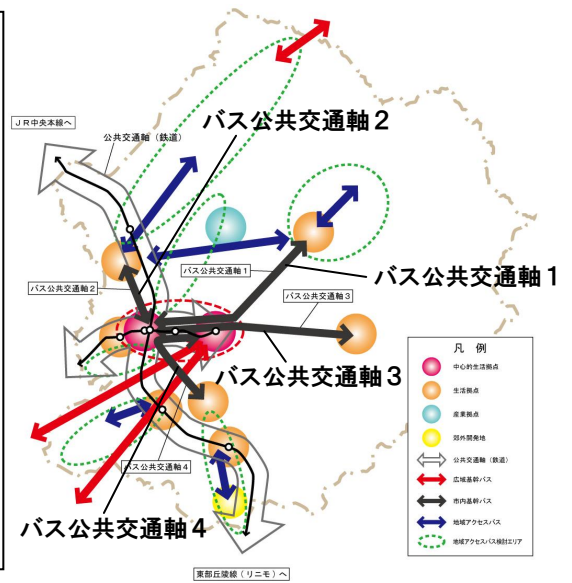 バス公共交通軸2
JR中央本線へ
公共交通軸(鉄道)
バス公共交通軸1
バス公共交通軸1
バス公共交通軸2
バス公共交通軸3
バス公共交通軸3
バス公共交通軸4
バス公共交通軸4
東部丘陵線(リニモ)へ
凡 例
中心的生活拠点
生活拠点
産業拠点
郊外開発地
公共交通軸(鉄道)
広域基幹バス
市内基幹バス
地域アクセスバス
地域アクセスバス検討エリア